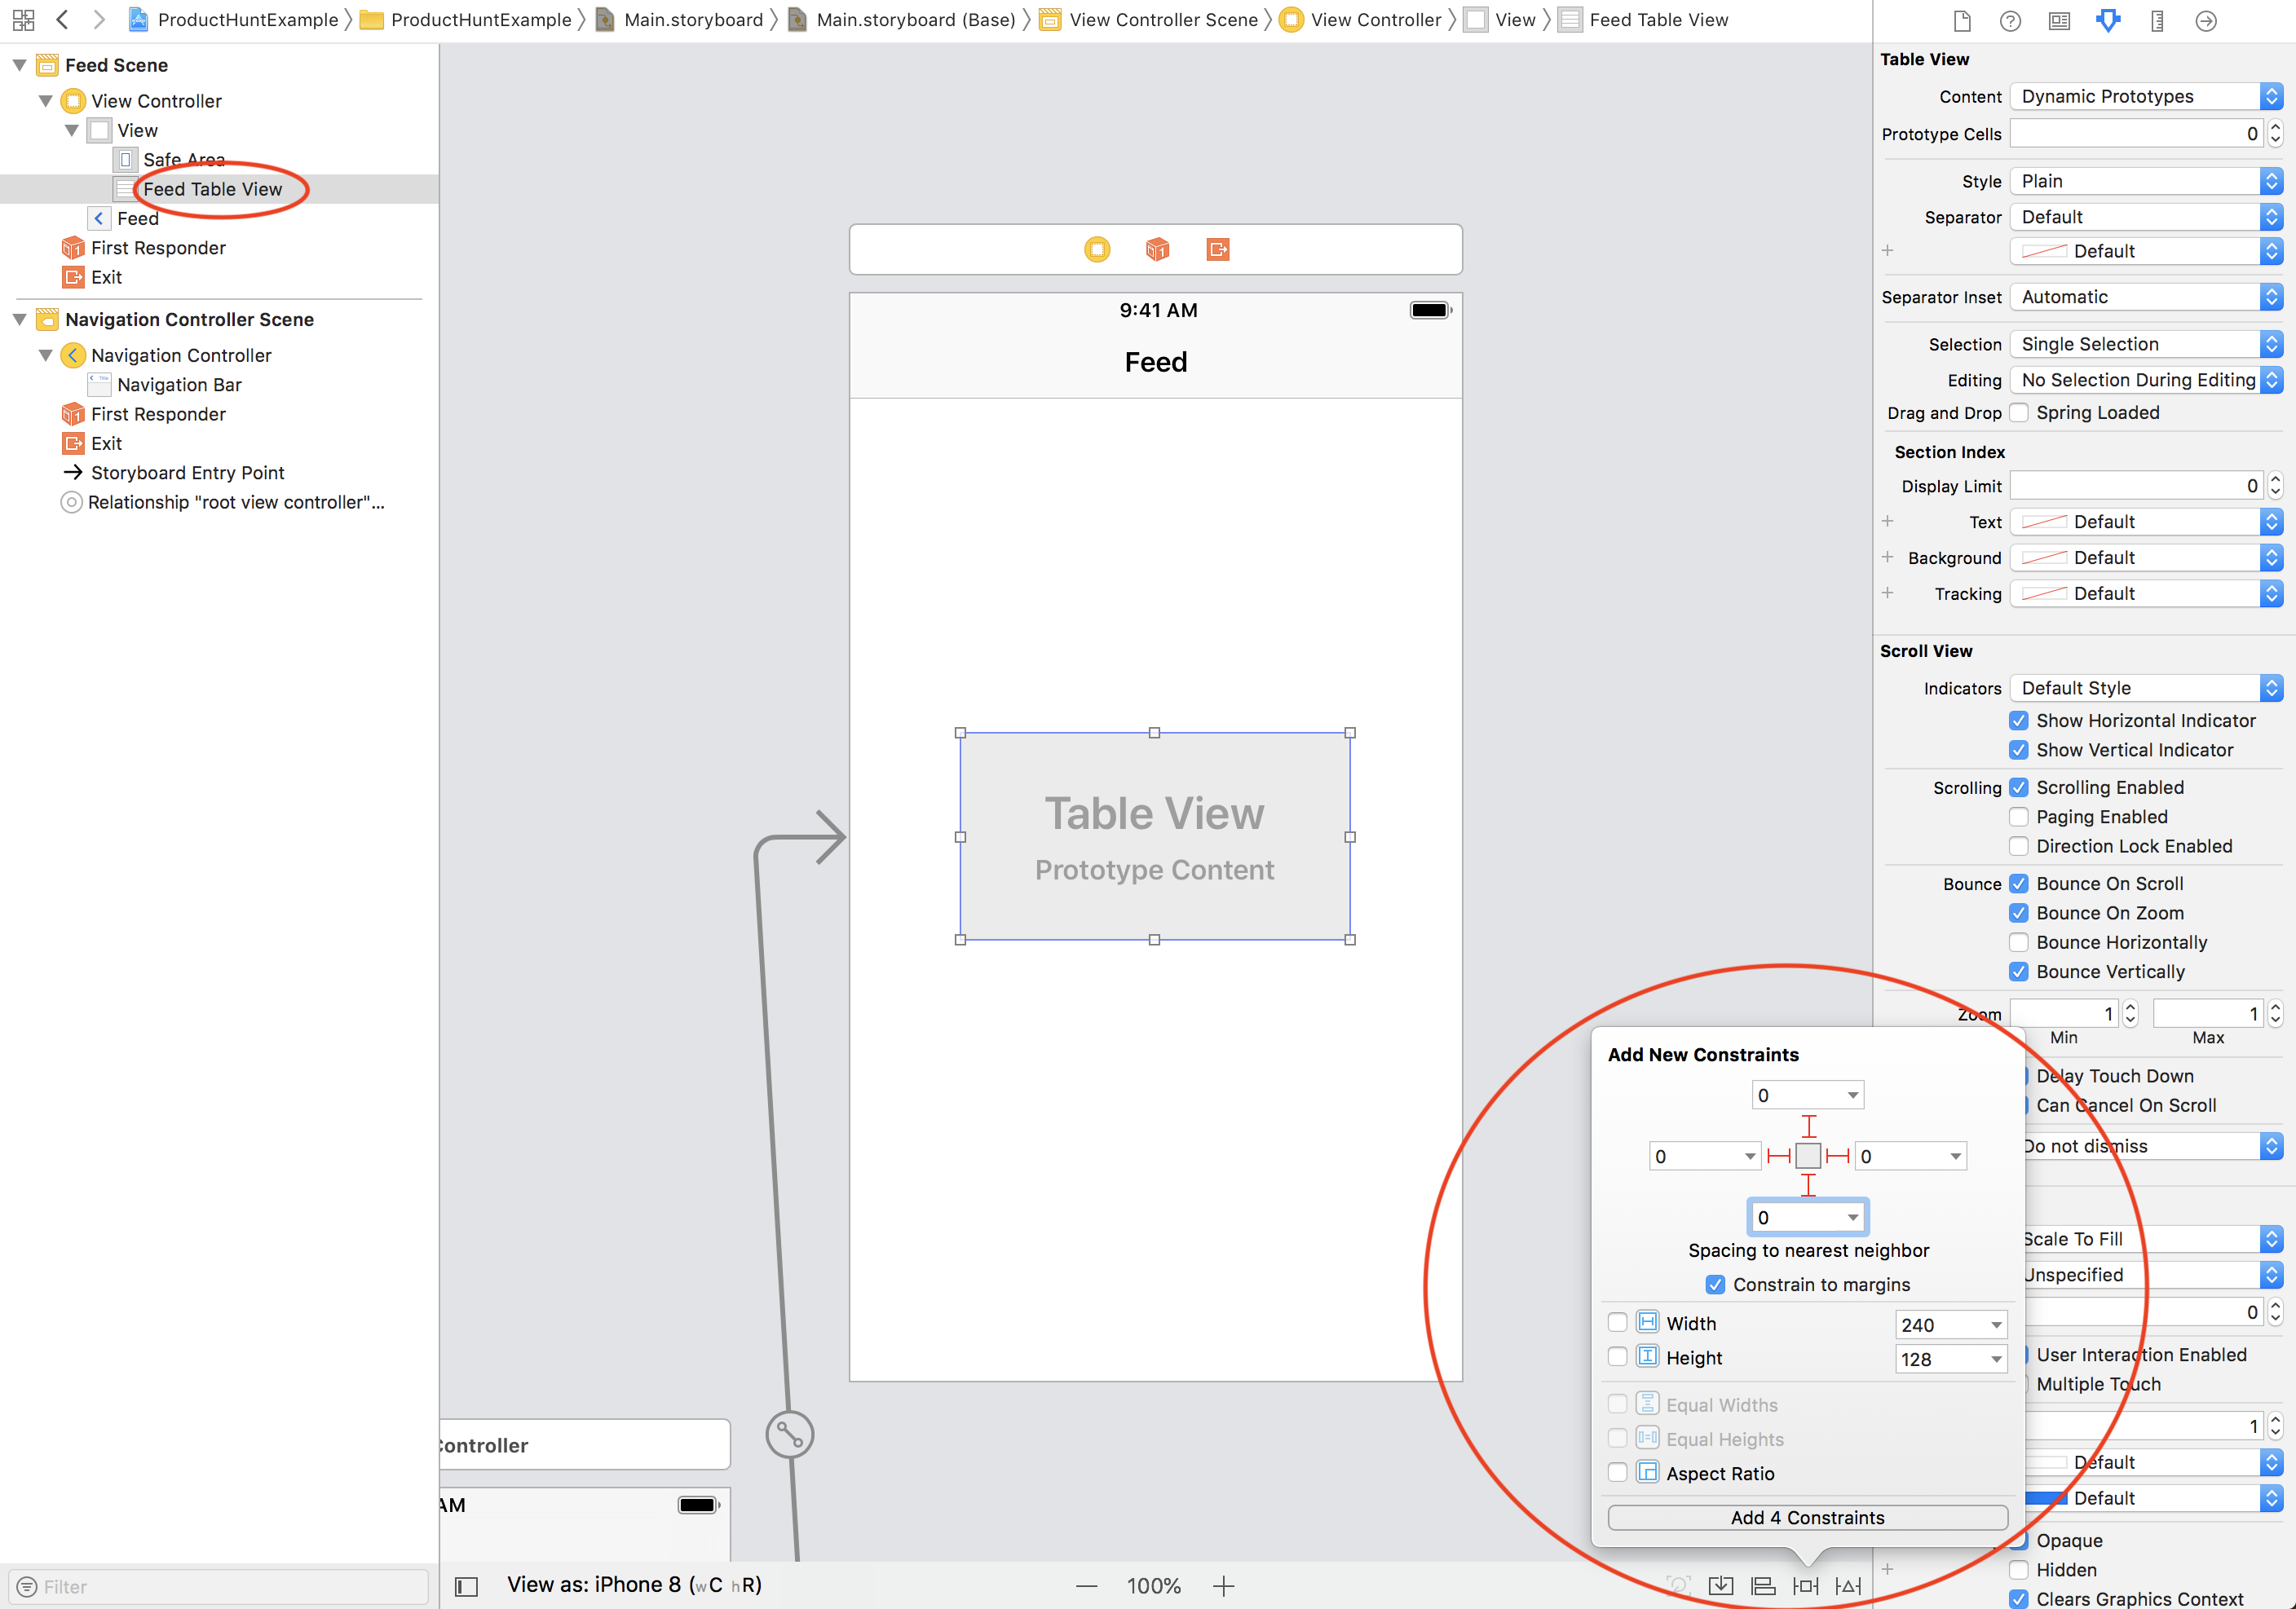 ProductHuntExample ProductHuntExample Main.storyboard Main.storyboard (Base) View Controller Scene View Controller View Feed Table View
Feed Scene
View Controller
View
Safe Area
Feed Table View
Feed
First Responder
Exit
Navigation Controller Scene
Navigation Controller
Navigation Bar
First Responder
Exit
Storyboard Entry Point
Relationship "root view controller"...
Filter
9:41 AM
Feed
Table View
Prototype Content
Controller
AM
View as: iPhone 8 (wC hR)
100%
Add New Constraints
0
0 0
0
Spacing to nearest neighbor
Constrain to margins
Width 240
Height 128
Equal Widths
Equal Heights
Aspect Ratio
Add 4 Constraints
Table View
Content Dynamic Prototypes
Prototype Cells 0
Style Plain
Separator Default
Default
Separator Inset Automatic
Selection Single Selection
Editing No Selection During Editing
Drag and Drop Spring Loaded
Section Index
Display Limit 0
Text Default
Background Default
Tracking Default
Scroll View
Indicators Default Style
Show Horizontal Indicator
Show Vertical Indicator
Scrolling Scrolling Enabled
Paging Enabled
Direction Lock Enabled
Bounce Bounce On Scroll
Bounce On Zoom
Bounce Horizontally
Bounce Vertically
Zoom 1 1
Min Max
Delay Touch Down
Can Cancel On Scroll
Do not dismiss
Scale To Fill
Unspecified
0
User Interaction Enabled
Multiple Touch
1
Default
Default
Opaque
Hidden
Clears Graphics Context